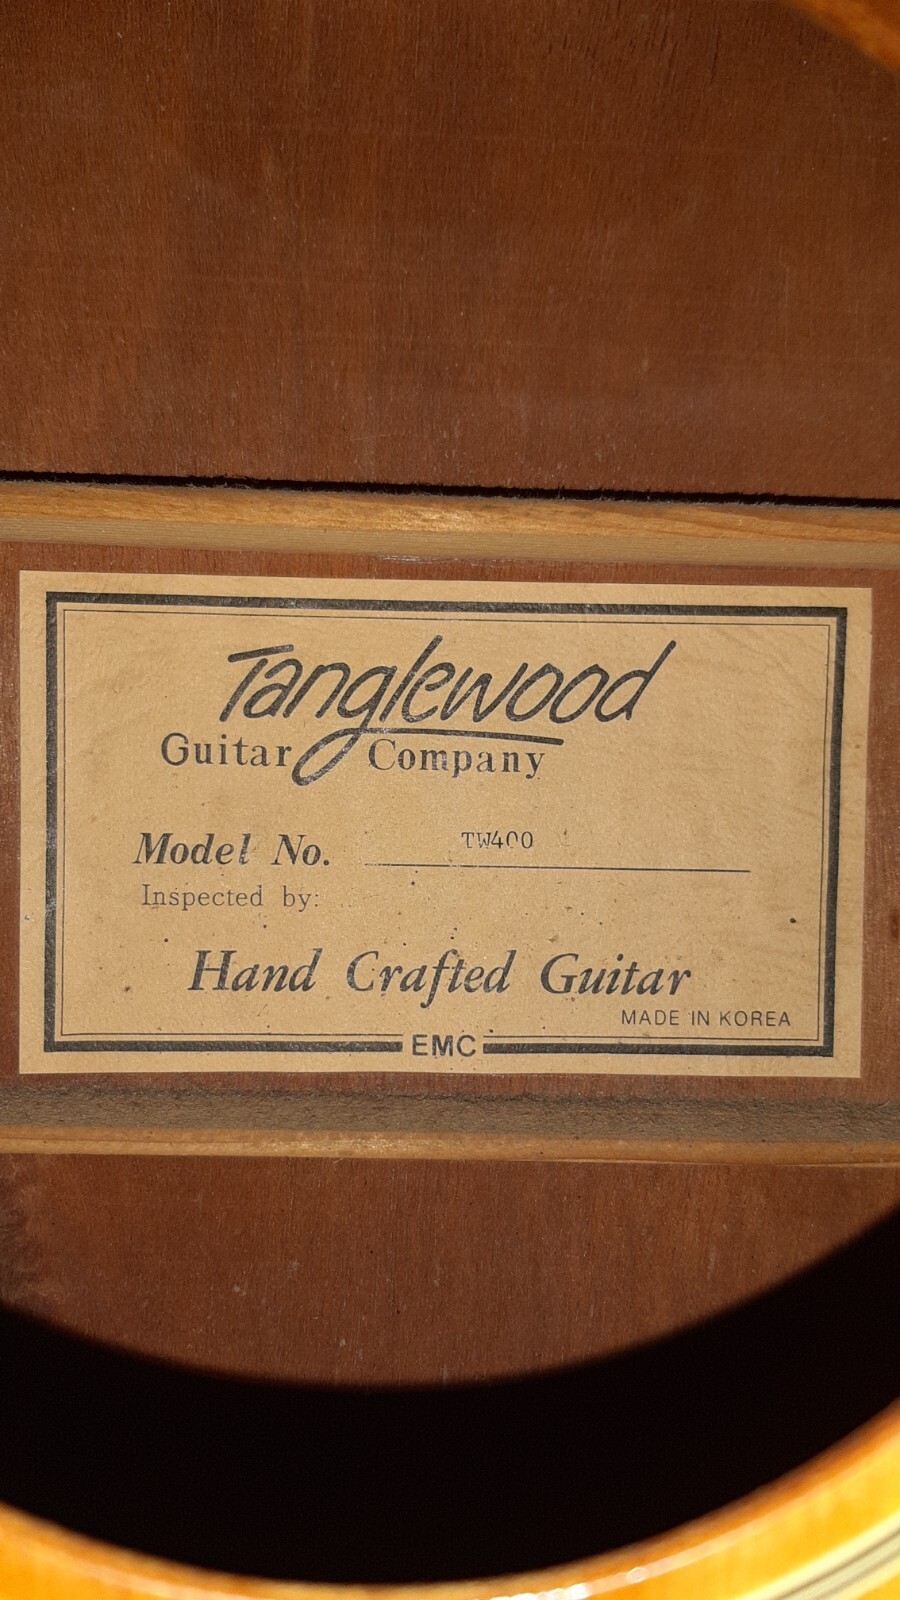 Tanglewood
Guitar Company
Model No. TW400
Inspected by:
Hand Crafted Guitar
MADE IN KOREA
EMC